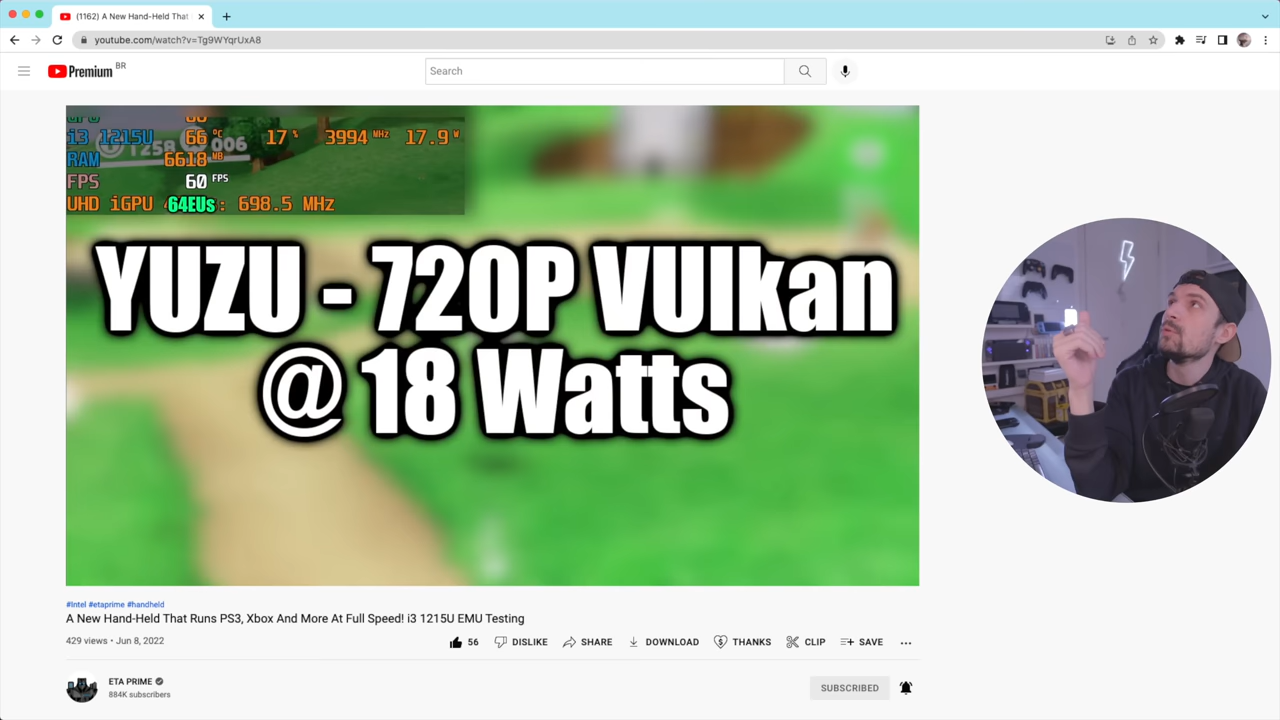 (1162) A New Hand-Held That
youtube.com/watch?v=Tg9WYqrUxA8
Premium BR
Search
i3 1215U 66 °C 17 % 3994 MHz 17.9 W
1258 006
RAM 6618 MB
FPS 60 FPS
UHD iGPU 64EUs: 698.5 MHz
YUZU - 720P VUlkan
@ 18 Watts
#Intel #etaprime #handheld
A New Hand-Held That Runs PS3, Xbox And More At Full Speed! i3 1215U EMU Testing
429 views • Jun 8, 2022
56 DISLIKE SHARE DOWNLOAD THANKS CLIP SAVE
ETA PRIME
884K subscribers
SUBSCRIBED